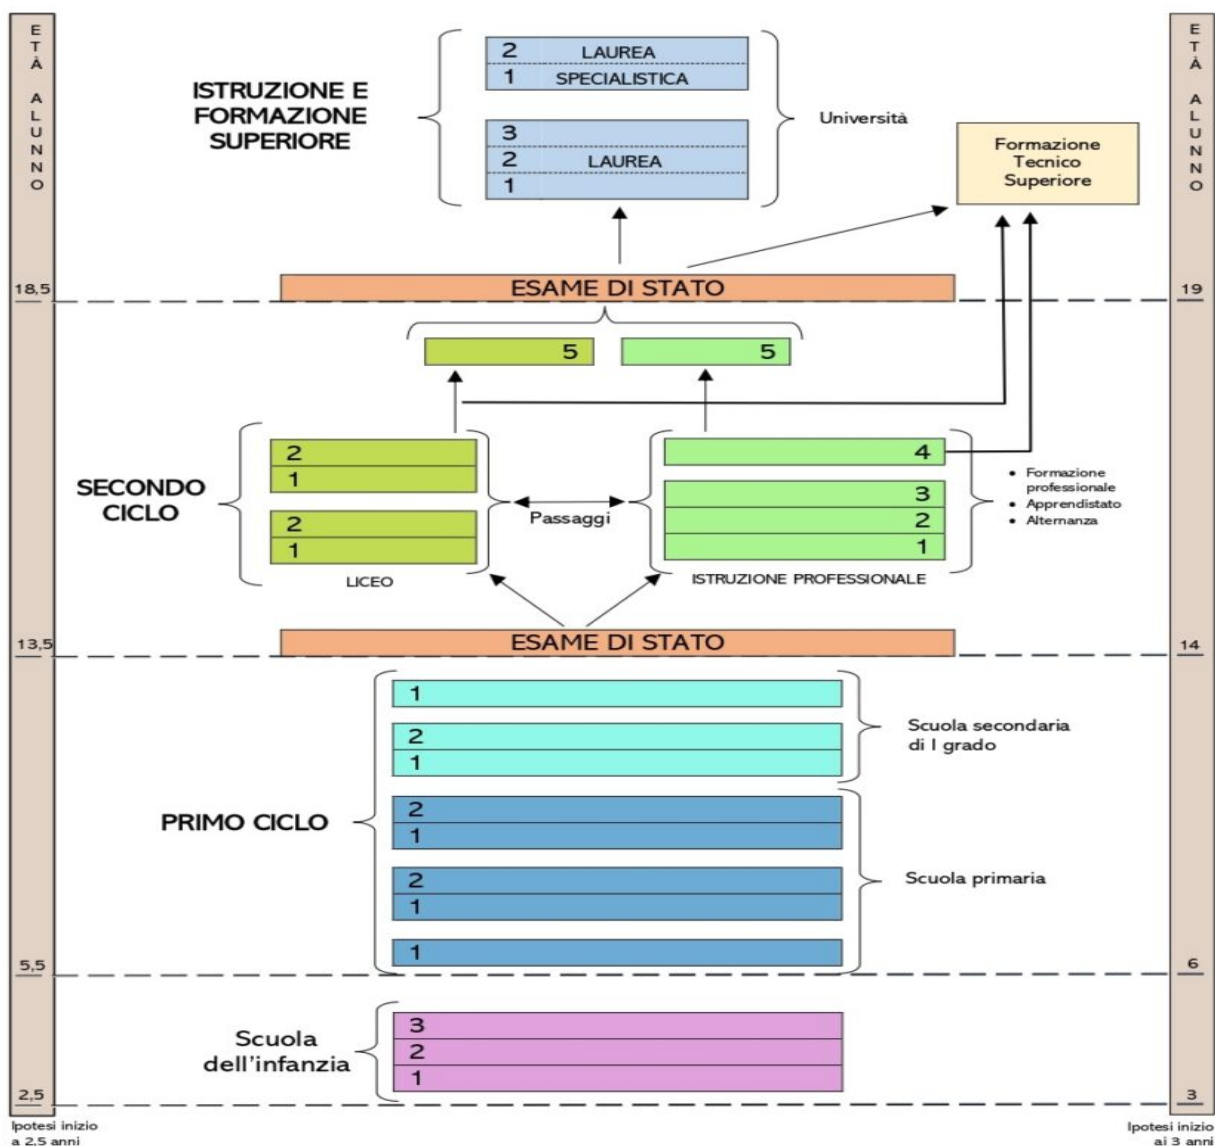 ETÀ ALUNNO
ETÀ ALUNNO
2 LAUREA
1 SPECIALISTICA
ISTRUZIONE E
FORMAZIONE
SUPERIORE
3
2 LAUREA
1
Università
Formazione
Tecnico
Superiore
18,5
ESAME DI STATO
19
5
5
SECONDO
CICLO
2
1
2
1
LICEO
Passaggi
4
3
2
1
ISTRUZIONE PROFESSIONALE
• Formazione
professionale
• Apprendistato
• Alternanza
13,5
ESAME DI STATO
14
PRIMO CICLO
1
2
1
Scuola secondaria
di I grado
2
1
2
1
1
Scuola primaria
5,5
6
Scuola
dell'infanzia
3
2
1
2,5
3
Ipotesi inizio
a 2,5 anni
Ipotesi inizio
ai 3 anni